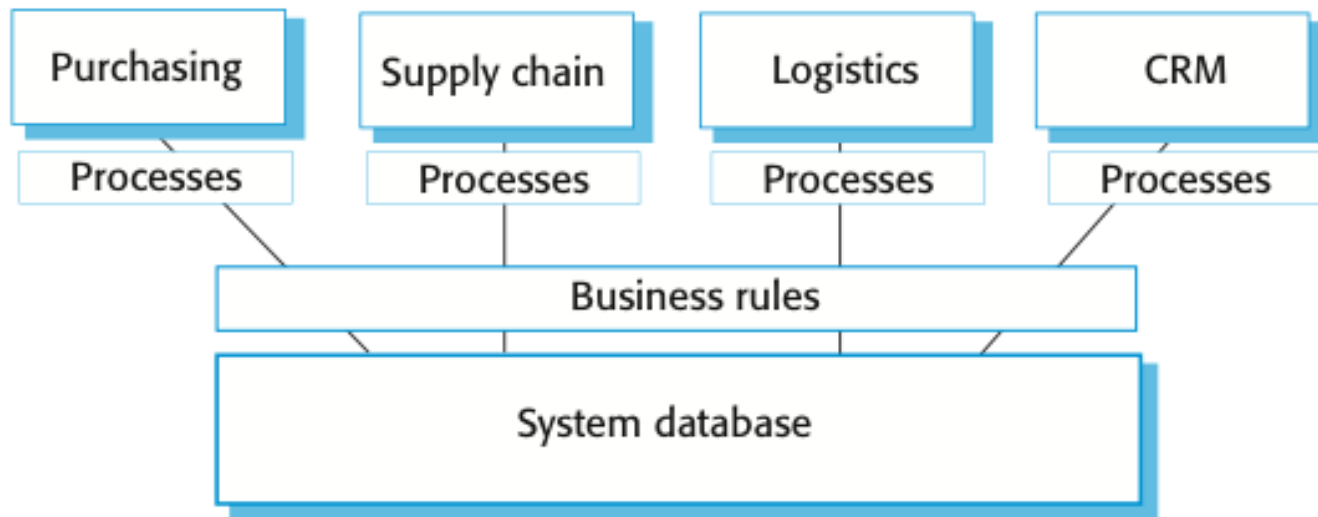 Purchasing
Supply chain
Logistics
CRM
Processes
Processes
Processes
Processes
Business rules
System database